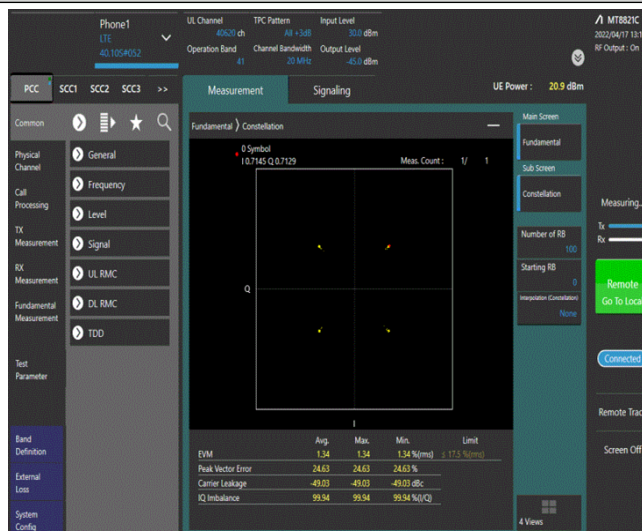 Phone1
LTE
40.105#052
UL Channel TPC Pattern Input Level
40620 ch All +3dB 30.0 dBm
Operation Band Channel Bandwidth Output Level
41 20 MHz -45.0 dBm
MT8821C
2022/04/17 13:1
RF Output : On
PCC SCC1 SCC2 SCC3 >>
Measurement Signaling
UE Power : 20.9 dBm
Common
Physical
Channel
Call
Processing
TX
Measurement
RX
Measurement
Fundamental
Measurement
Test
Parameter
Band
Definition
External
Loss
System
Config
General
Frequency
Level
Signal
UL RMC
DL RMC
TDD
Fundamental 〉 Constellation
0 Symbol
I 0.7145 Q 0.7129 Meas. Count : 1/ 1
Q
I
Avg. Max. Min. Limit
EVM 1.34 1.34 1.34 %(rms) ≤ 17.5 %(rms)
Peak Vector Error 24.63 24.63 24.63 %
Carrier Leakage -49.03 -49.03 -49.03 dBc
IQ Imbalance 99.94 99.94 99.94 %(I/Q)
Main Screen
Fundamental
Sub Screen
Constellation
Number of RB
100
Starting RB
0
Interpolation (Constellation)
None
4 Views
Measuring..
Tx
Rx
Remote
Go To Local
Connected
Remote Trac
Screen Off